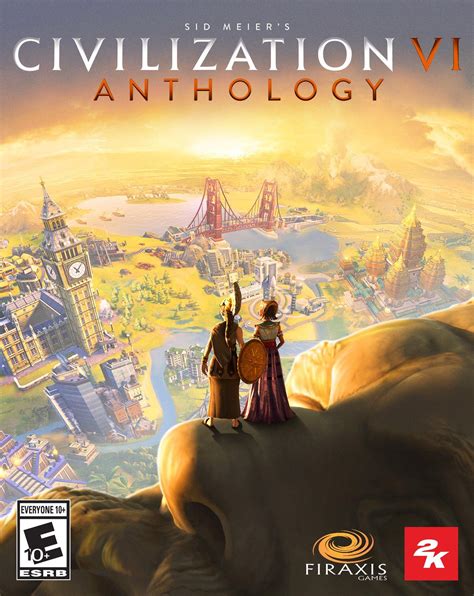 SID MEIER'S
CIVILIZATION VI
ANTHOLOGY
EVERYONE 10+
E
10+
ESRB
FIRAXIS
GAMES
2K